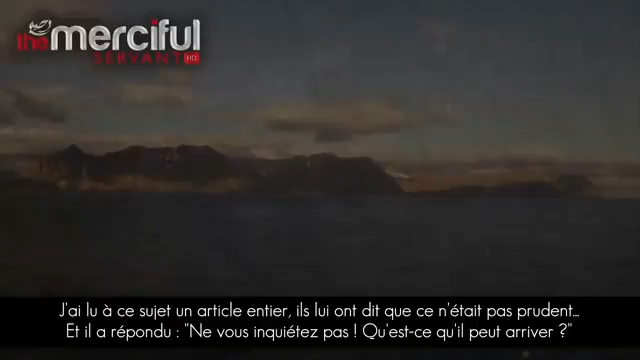 the merciful
SERVANT HD
J'ai lu à ce sujet un article entier, ils lui ont dit que ce n'était pas prudent...
Et il a répondu : "Ne vous inquiétez pas ! Qu'est-ce qu'il peut arriver ?"